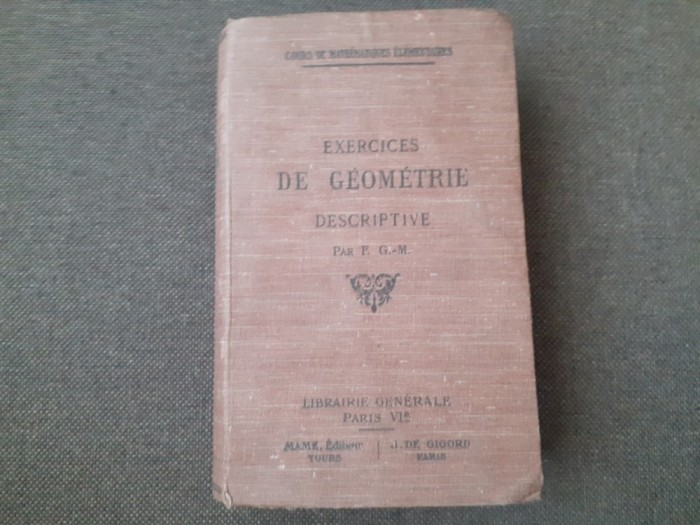 COURS DE MATHÉMATIQUES ÉLÉMENTAIRES
EXERCICES
DE GÉOMÉTRIE
DESCRIPTIVE
PAR F. G.-M.
LIBRAIRIE GÉNÉRALE
PARIS VIe
MAME, Éditeur
TOURS
J. DE GIGORD
PARIS